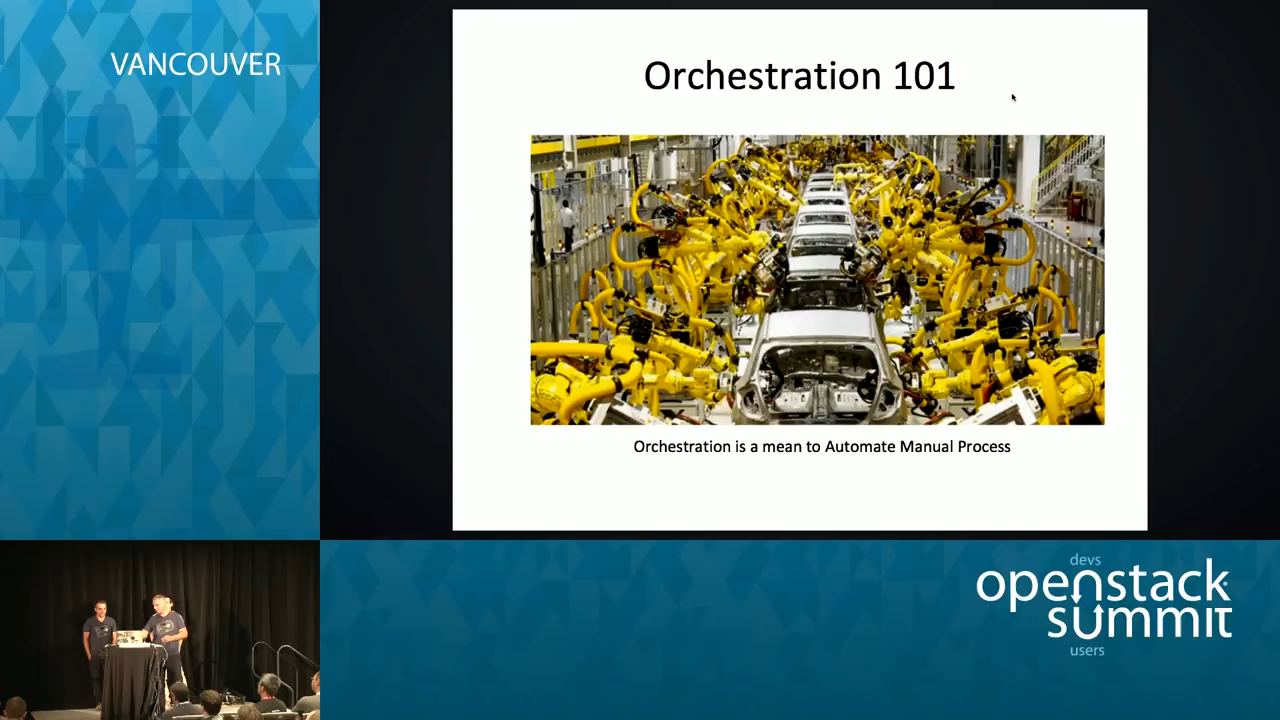 VANCOUVER
Orchestration 101
Orchestration is a mean to Automate Manual Process
devs
openstack
summit
users